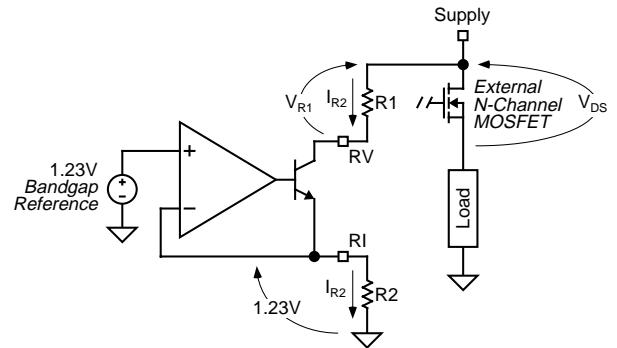 Supply
External
N-Channel
MOSFET
V_DS
V_R1
I_R2
R1
RV
1.23V
Bandgap
Reference
+
−
+
−
RI
I_R2
R2
1.23V
Load